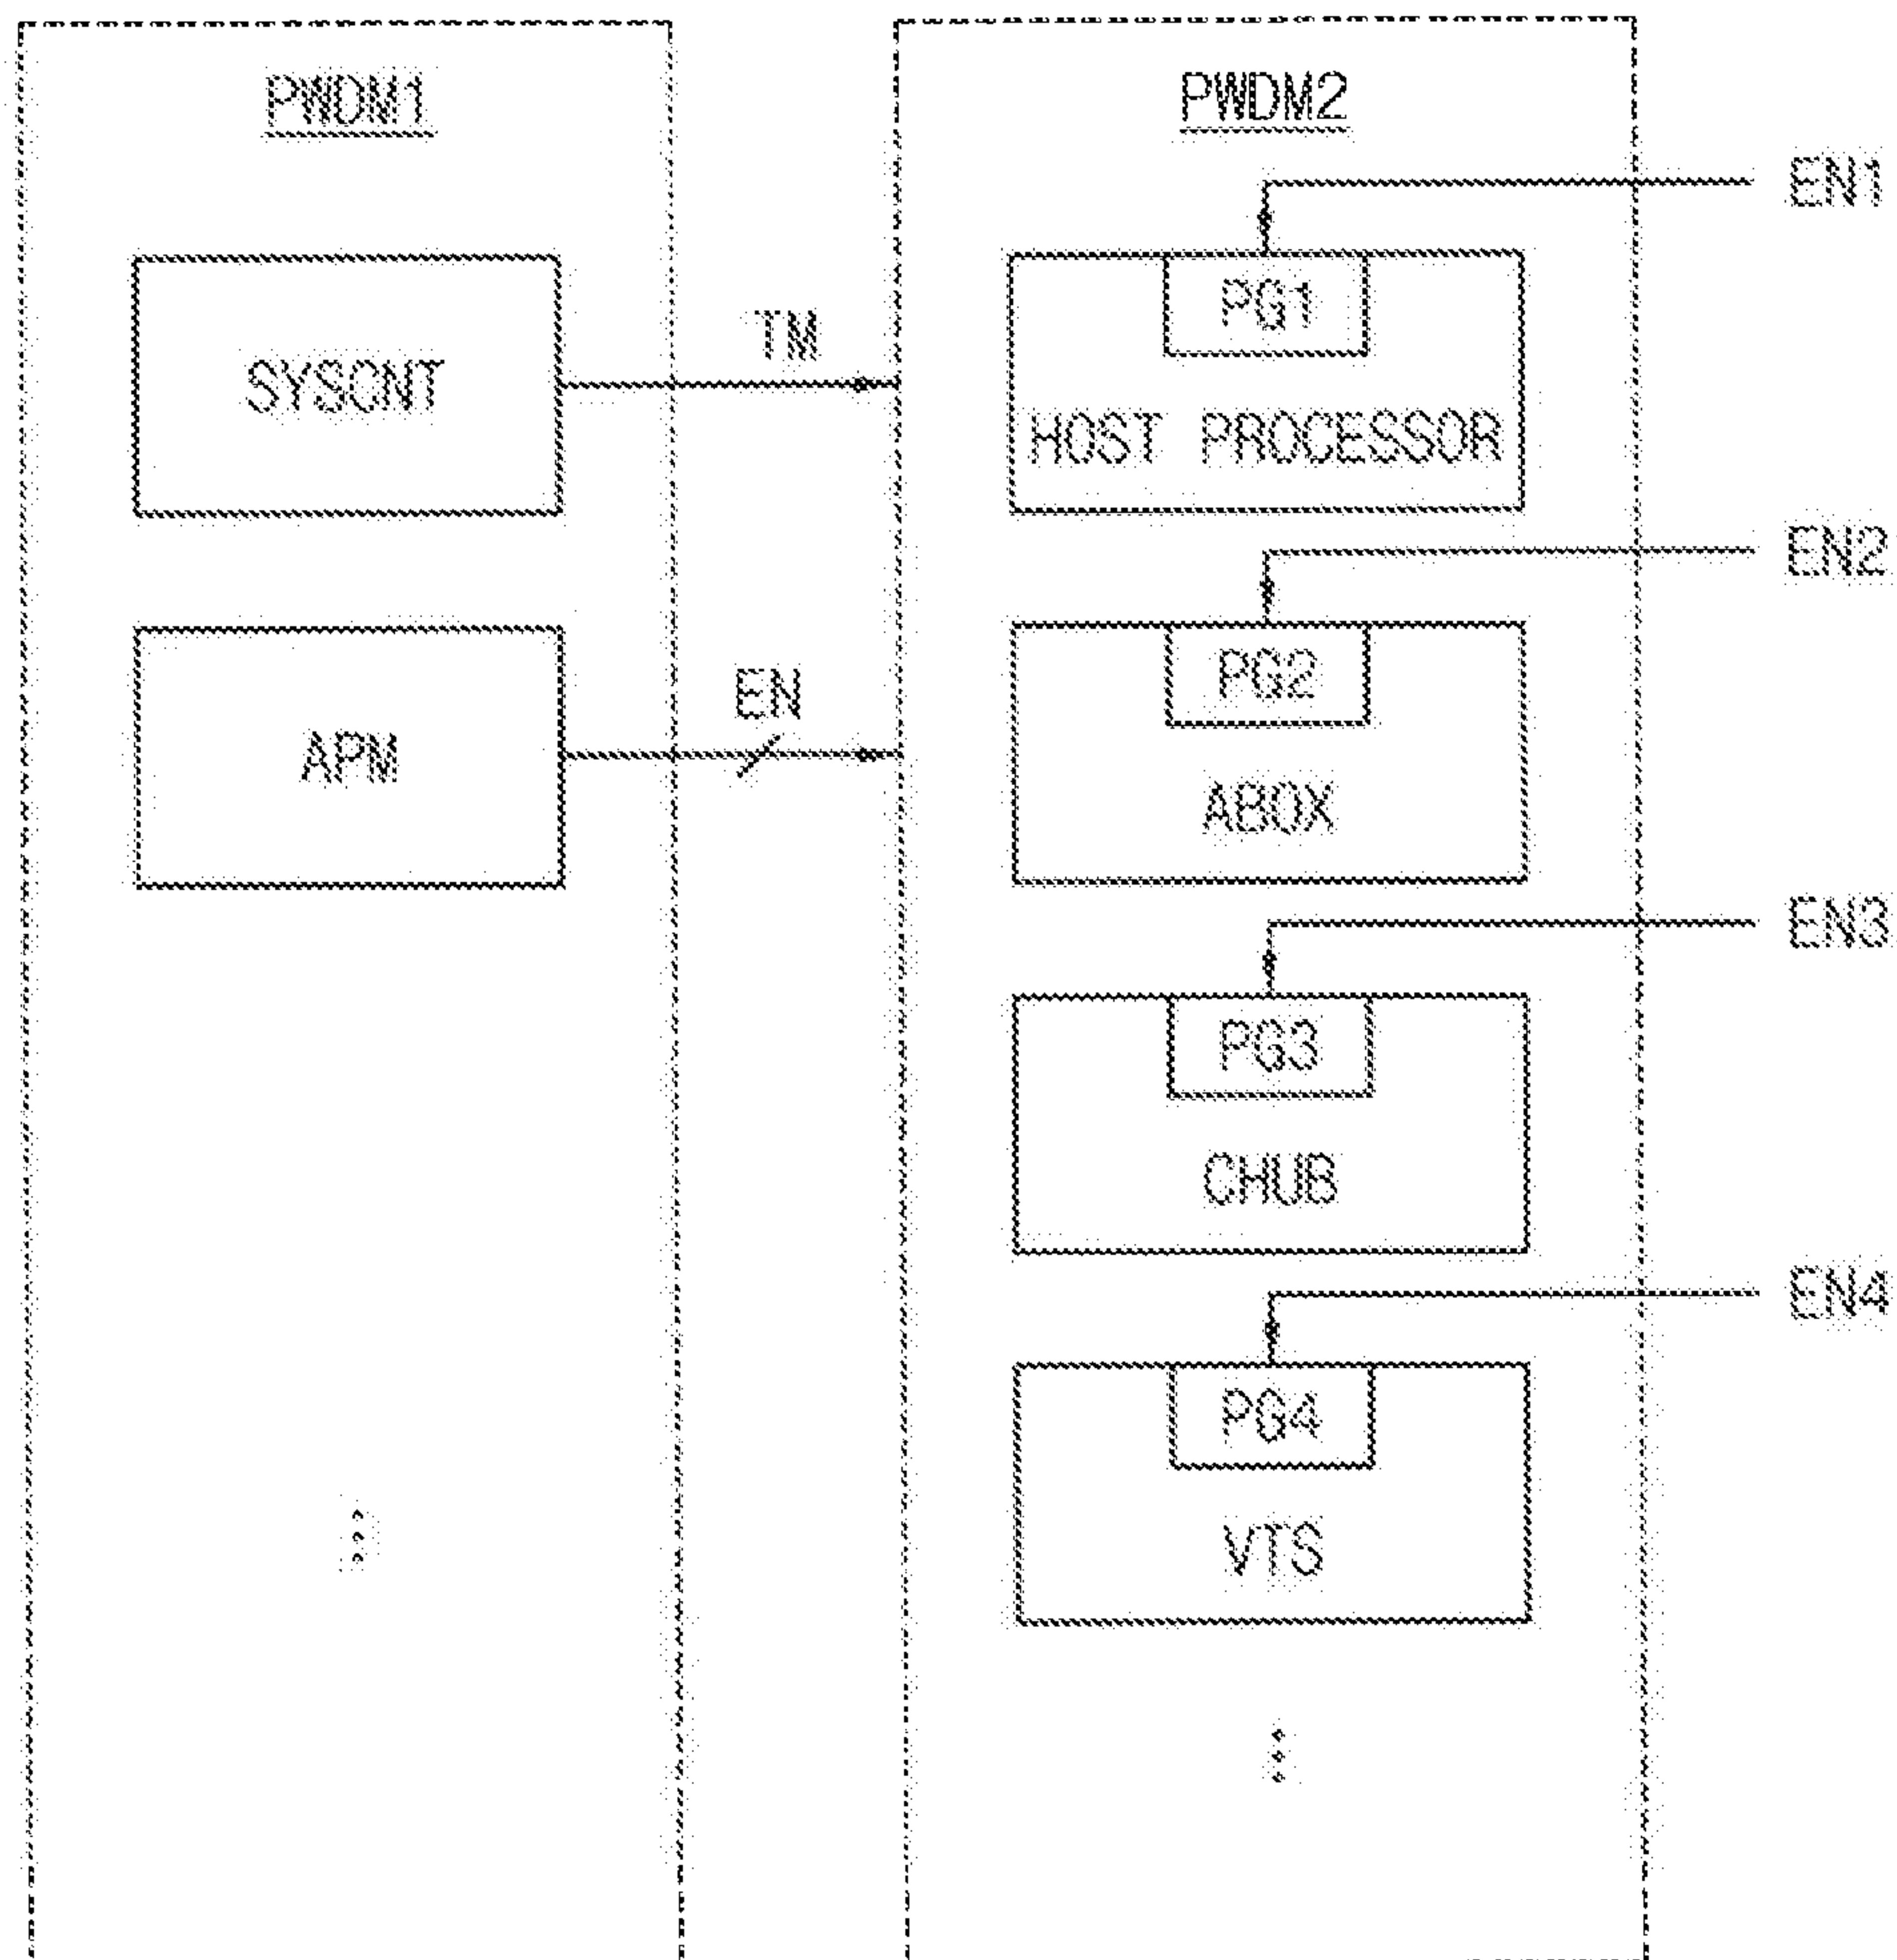 PWDM1
PWDM2
EN1
PG1
TM
SYSCNT
HOST PROCESSOR
EN2
PG2
EN
APM
ABOX
EN3
PG3
CHUB
EN4
PG4
VTS